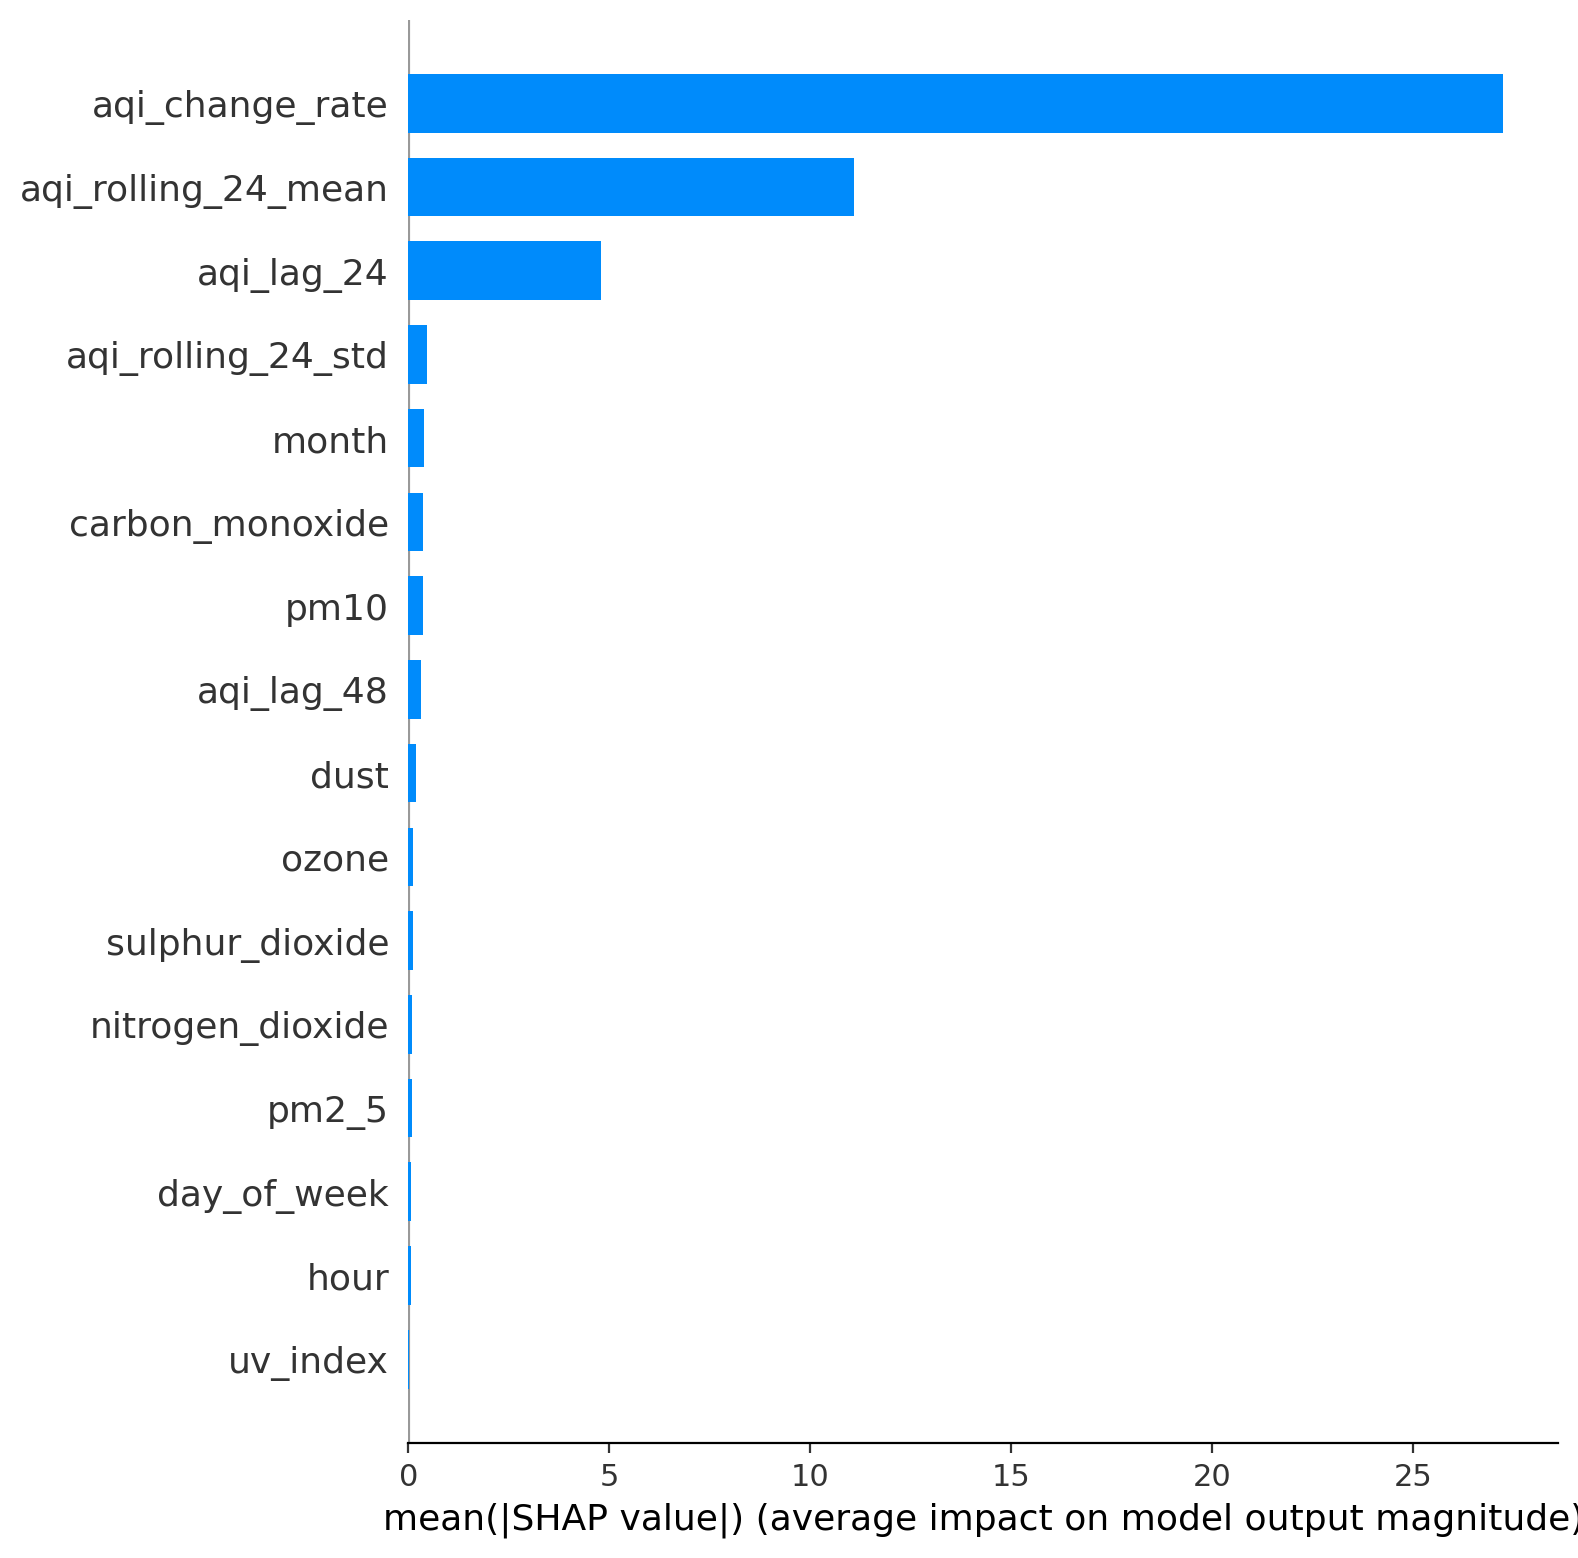 aqi_change_rate
aqi_rolling_24_mean
aqi_lag_24
aqi_rolling_24_std
month
carbon_monoxide
pm10
aqi_lag_48
dust
ozone
sulphur_dioxide
nitrogen_dioxide
pm2_5
day_of_week
hour
uv_index
0 5 10 15 20 25
mean(|SHAP value|) (average impact on model output magnitude)